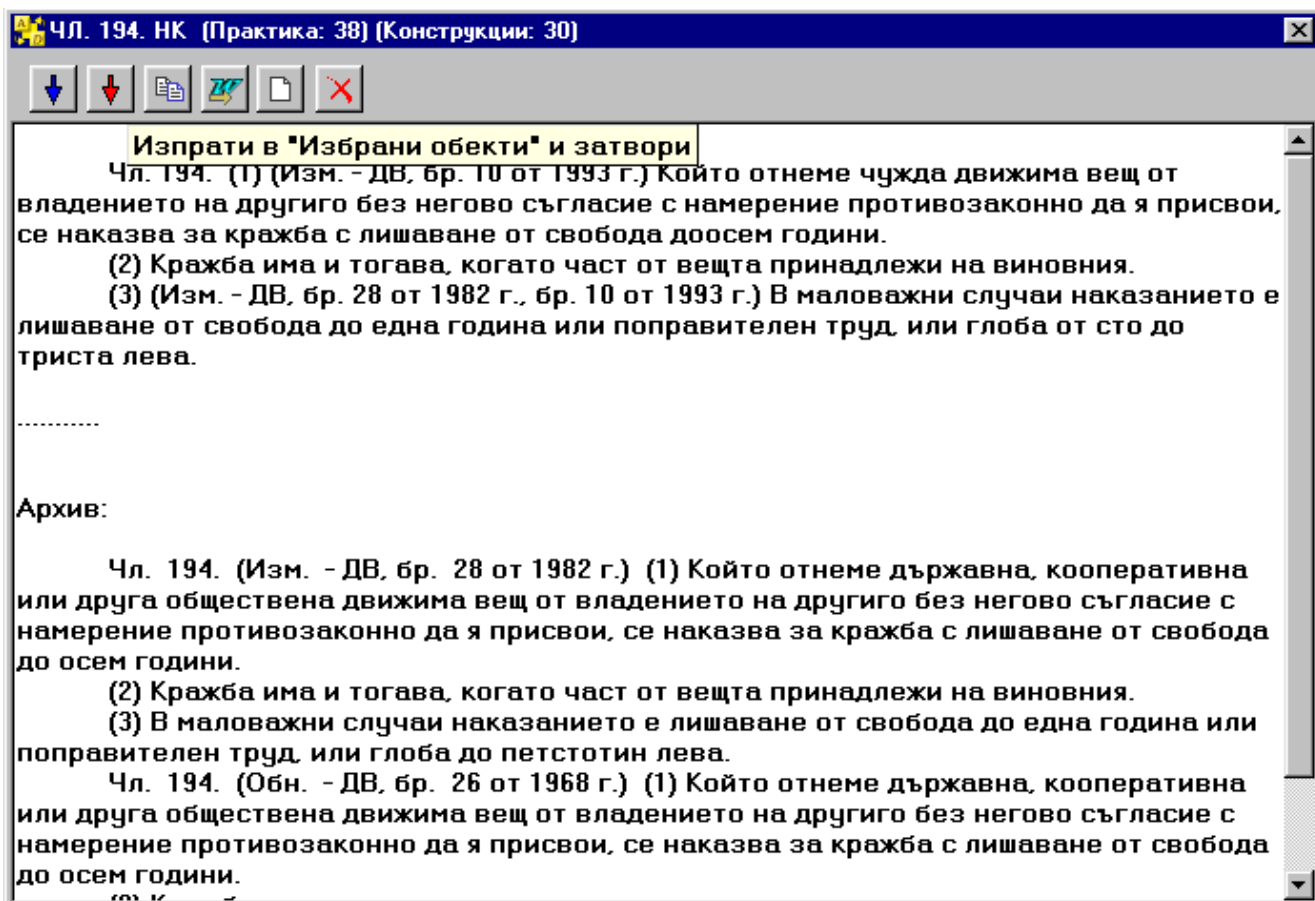 ЧЛ. 194. НК (Практика: 38) (Конструкции: 30)
Изпрати в "Избрани обекти" и затвори
Чл. 194. (1) (Изм. - ДВ, бр. 10 от 1993 г.) Който отнеме чужда движима вещ от
владението на другиго без негово съгласие с намерение противозаконно да я присвои,
се наказва за кражба с лишаване от свобода доосем години.
(2) Кражба има и тогава, когато част от вещта принадлежи на виновния.
(3) (Изм. - ДВ, бр. 28 от 1982 г., бр. 10 от 1993 г.) В маловажни случаи наказанието е
лишаване от свобода до една година или поправителен труд, или глоба от сто до
триста лева.
-----------
Архив:
Чл. 194. (Изм. - ДВ, бр. 28 от 1982 г.) (1) Който отнеме държавна, кооперативна
или друга обществена движима вещ от владението на другиго без негово съгласие с
намерение противозаконно да я присвои, се наказва за кражба с лишаване от свобода
до осем години.
(2) Кражба има и тогава, когато част от вещта принадлежи на виновния.
(3) В маловажни случаи наказанието е лишаване от свобода до една година или
поправителен труд, или глоба до петстотин лева.
Чл. 194. (Обн. - ДВ, бр. 26 от 1968 г.) (1) Който отнеме държавна, кооперативна
или друга обществена движима вещ от владението на другиго без негово съгласие с
намерение противозаконно да я присвои, се наказва за кражба с лишаване от свобода
до осем години.